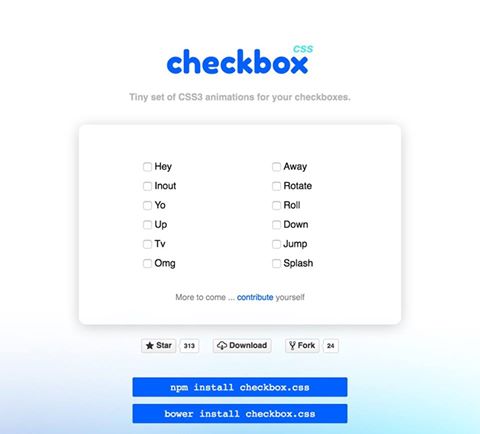 checkbox CSS
Tiny set of CSS3 animations for your checkboxes.
Hey
Inout
Yo
Up
Tv
Omg
Away
Rotate
Roll
Down
Jump
Splash
More to come ... contribute yourself
Star 313 Download Fork 24
npm install checkbox.css
bower install checkbox.css